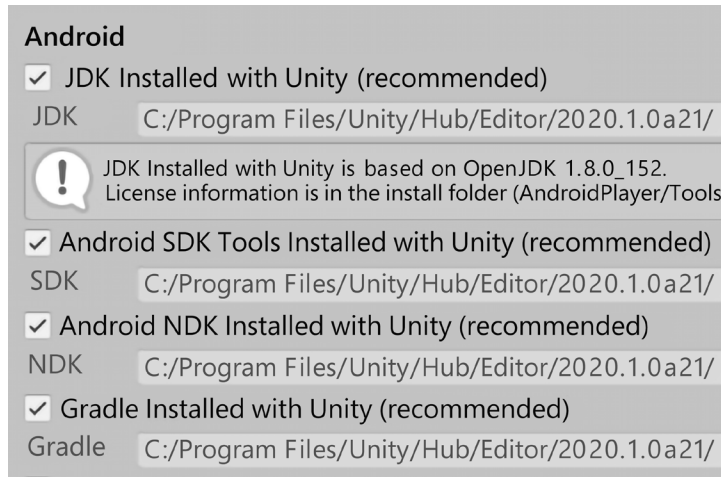 Android
JDK Installed with Unity (recommended)
JDK C:/Program Files/Unity/Hub/Editor/2020.1.0a21/
JDK Installed with Unity is based on OpenJDK 1.8.0_152.
License information is in the install folder (AndroidPlayer/Tools
Android SDK Tools Installed with Unity (recommended)
SDK C:/Program Files/Unity/Hub/Editor/2020.1.0a21/
Android NDK Installed with Unity (recommended)
NDK C:/Program Files/Unity/Hub/Editor/2020.1.0a21/
Gradle Installed with Unity (recommended)
Gradle C:/Program Files/Unity/Hub/Editor/2020.1.0a21/